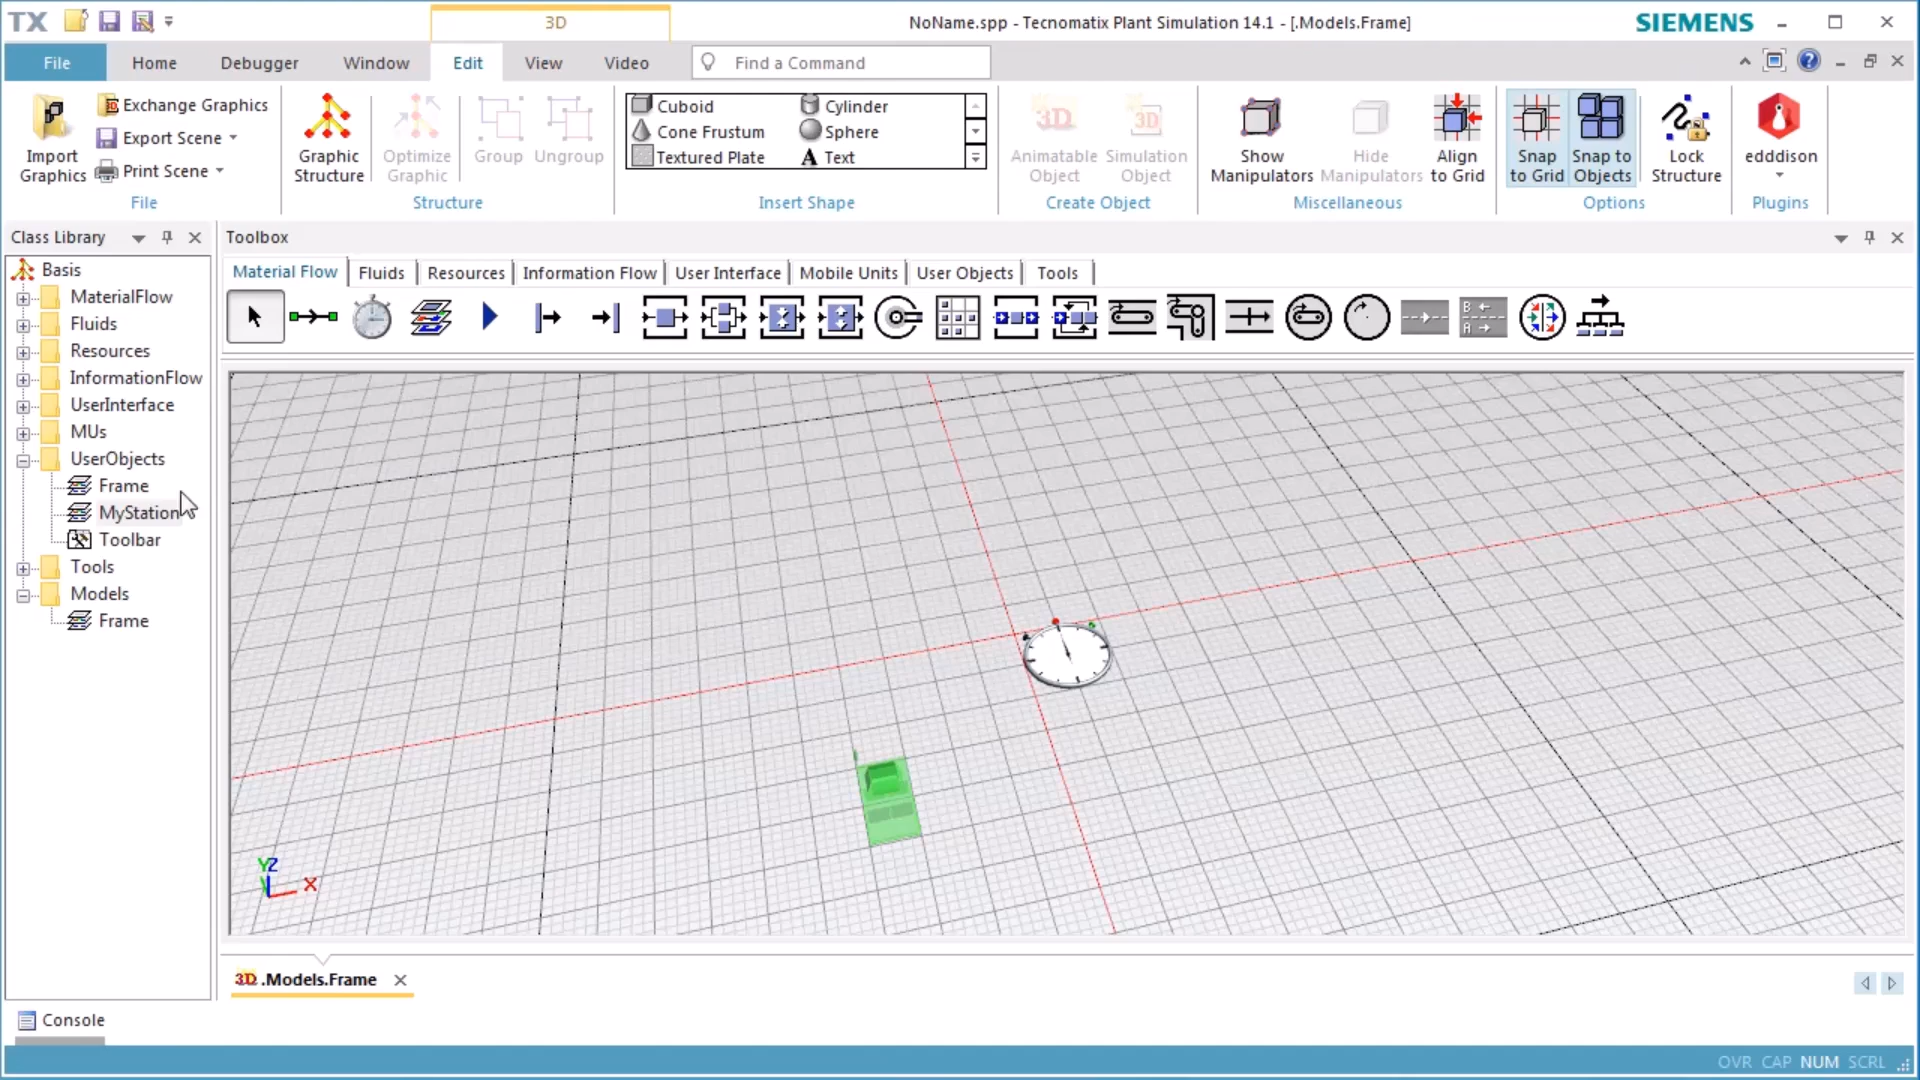 TX
3D
NoName.spp - Tecnomatix Plant Simulation 14.1 - [.Models.Frame]
SIEMENS
File
Home
Debugger
Window
Edit
View
Video
Find a Command
Import Graphics
Exchange Graphics
Export Scene
Print Scene
File
Graphic Structure
Optimize Graphic
Group
Ungroup
Structure
Cuboid
Cylinder
Cone Frustum
Sphere
Textured Plate
A Text
Insert Shape
3D
Animatable Object
3D
Simulation Object
Create Object
Show Manipulators
Hide Manipulators
Align to Grid
Miscellaneous
Snap to Grid
Snap to Objects
Lock Structure
Options
edddison
Plugins
Class Library
Toolbox
Basis
MaterialFlow
Fluids
Resources
InformationFlow
UserInterface
MUs
UserObjects
Frame
MyStation
Toolbar
Tools
Models
Frame
Material Flow
Fluids
Resources
Information Flow
User Interface
Mobile Units
User Objects
Tools
B
A
Y
Z
X
3D .Models.Frame
Console
OVR CAP NUM SCRL